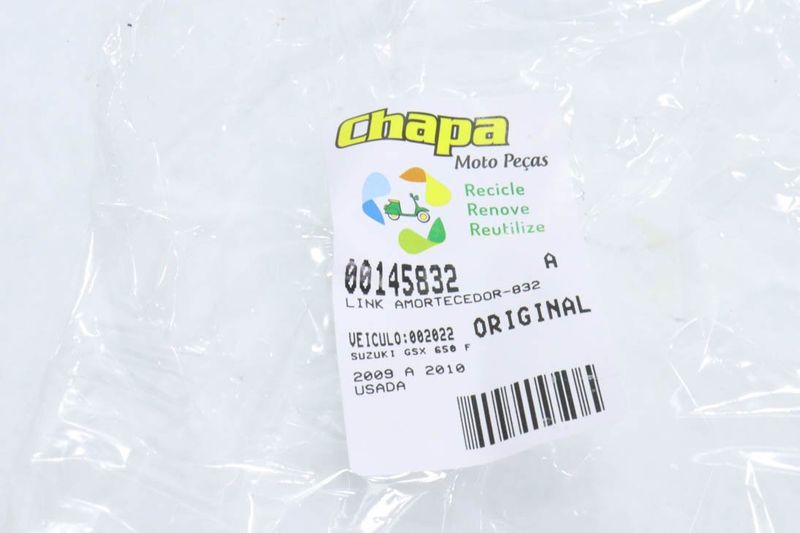 chapa
Moto Peças
Recicle
Renove
Reutilize
00145832 A
LINK AMORTECEDOR-832
VEICULO:002022 ORIGINAL
SUZUKI GSX 650 F
2009 A 2010
USADA